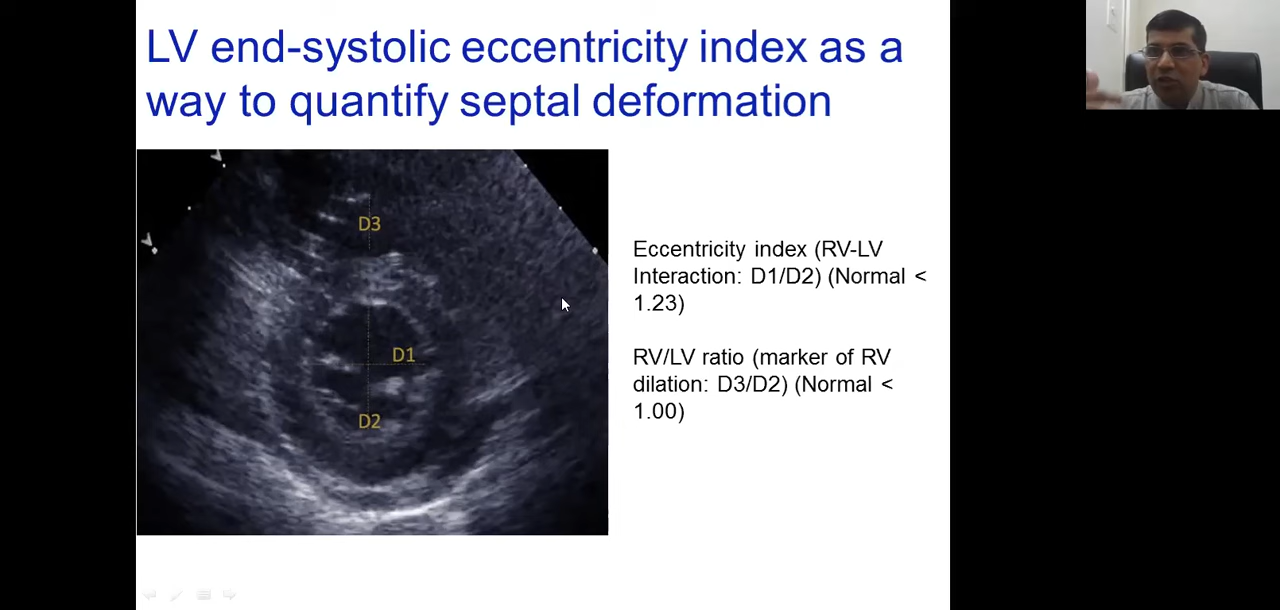 LV end-systolic eccentricity index as a
way to quantify septal deformation
D3
D1
D2
Eccentricity index (RV-LV
Interaction: D1/D2) (Normal <
1.23)
RV/LV ratio (marker of RV
dilation: D3/D2) (Normal <
1.00)